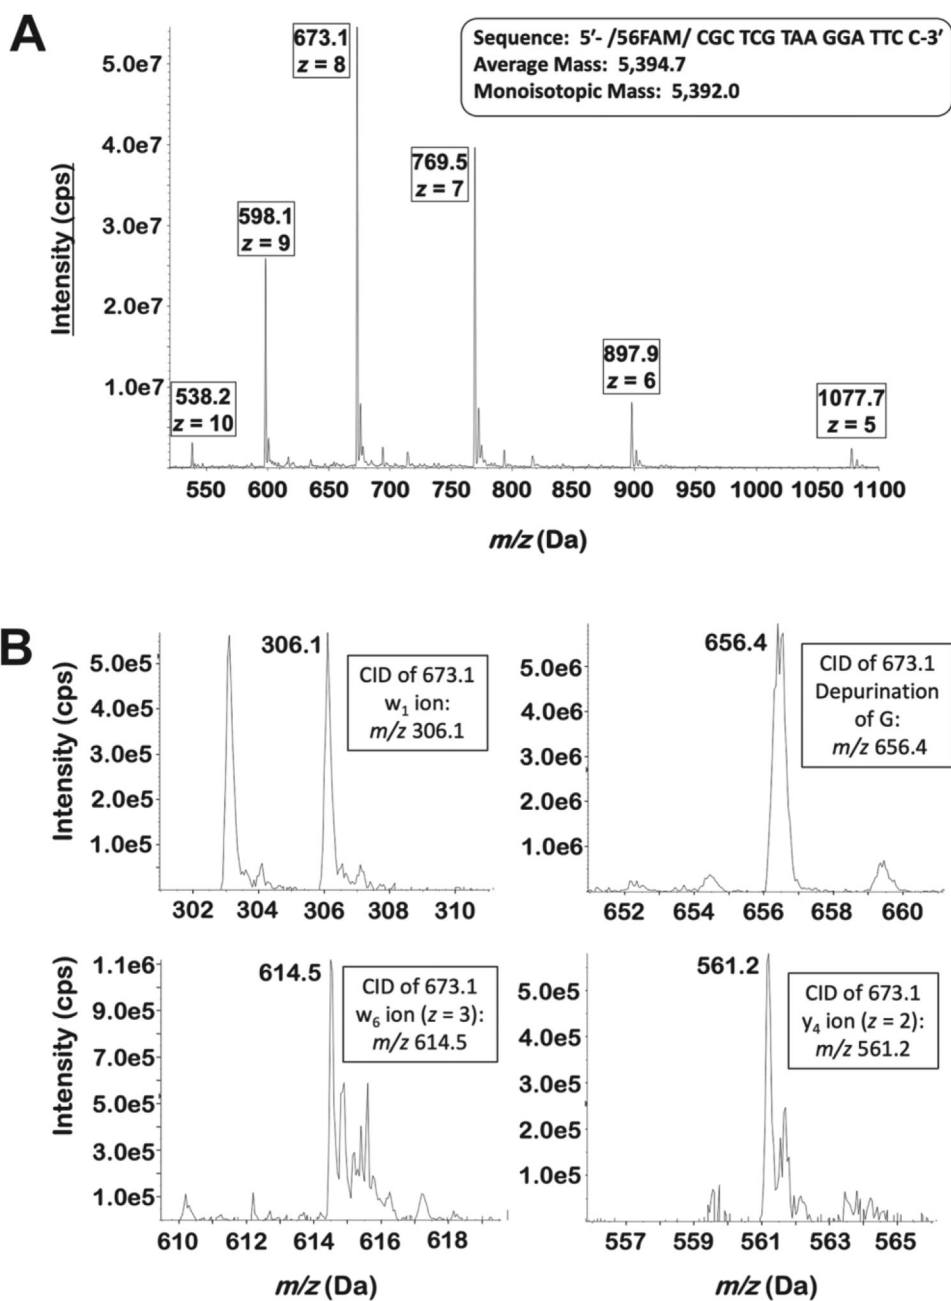 A
Sequence: 5'- /56FAM/ CGC TCG TAA GGA TTC C-3'
Average Mass: 5,394.7
Monoisotopic Mass: 5,392.0
Intensity (cps)
5.0e7
4.0e7
3.0e7
2.0e7
1.0e7
538.2
z = 10
598.1
z = 9
673.1
z = 8
769.5
z = 7
897.9
z = 6
1077.7
z = 5
550 600 650 700 750 800 850 900 950 1000 1050 1100
m/z (Da)
B
Intensity (cps)
5.0e5
4.0e5
3.0e5
2.0e5
1.0e5
306.1
CID of 673.1
w1 ion:
m/z 306.1
302 304 306 308 310
5.0e6
4.0e6
3.0e6
2.0e6
1.0e6
656.4
CID of 673.1
Depurination
of G:
m/z 656.4
652 654 656 658 660
Intensity (cps)
1.1e6
9.0e5
7.0e5
5.0e5
3.0e5
1.0e5
614.5
CID of 673.1
w6 ion (z = 3):
m/z 614.5
610 612 614 616 618
m/z (Da)
5.0e5
4.0e5
3.0e5
2.0e5
1.0e5
561.2
CID of 673.1
y4 ion (z = 2):
m/z 561.2
557 559 561 563 565
m/z (Da)